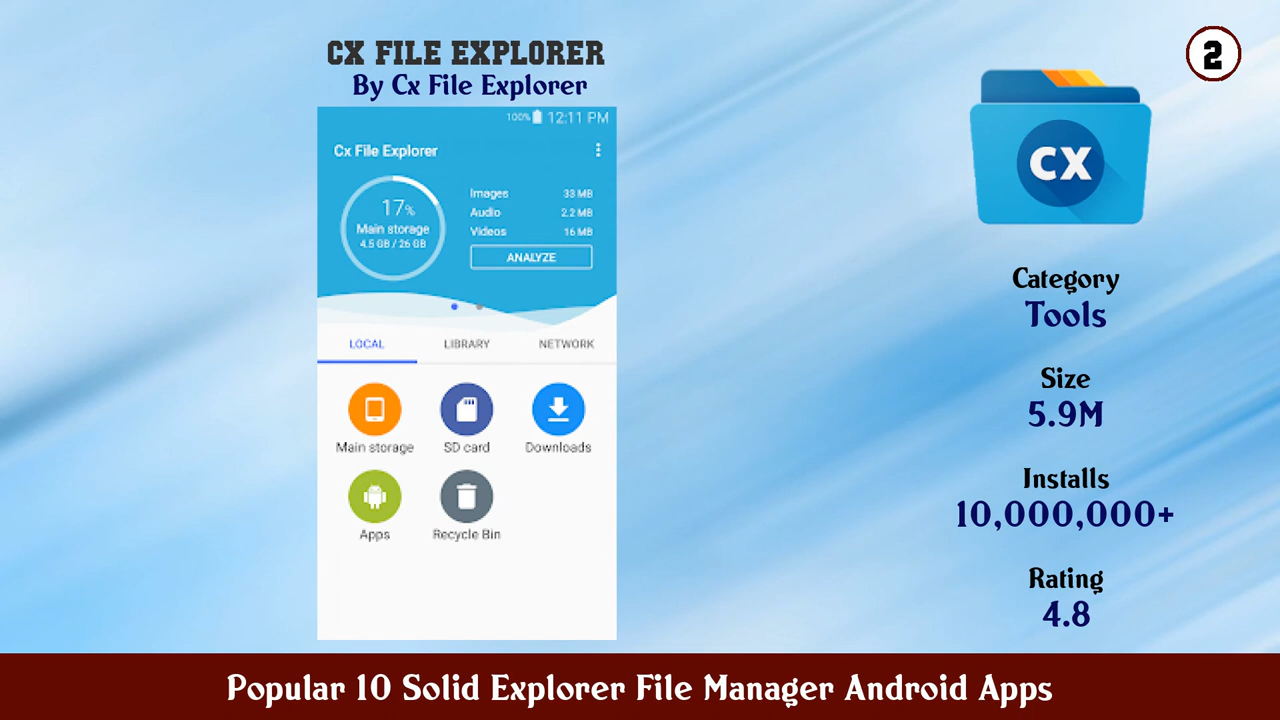 CX FILE EXPLORER
By Cx File Explorer
2
100% 12:11 PM
Cx File Explorer
17%
Main storage
4.5 GB / 26 GB
Images 33 MB
Audio 2.2 MB
Videos 16 MB
ANALYZE
LOCAL LIBRARY NETWORK
Main storage SD card Downloads
Apps Recycle Bin
CX
Category
Tools
Size
5.9M
Installs
10,000,000+
Rating
4.8
Popular 10 Solid Explorer File Manager Android Apps